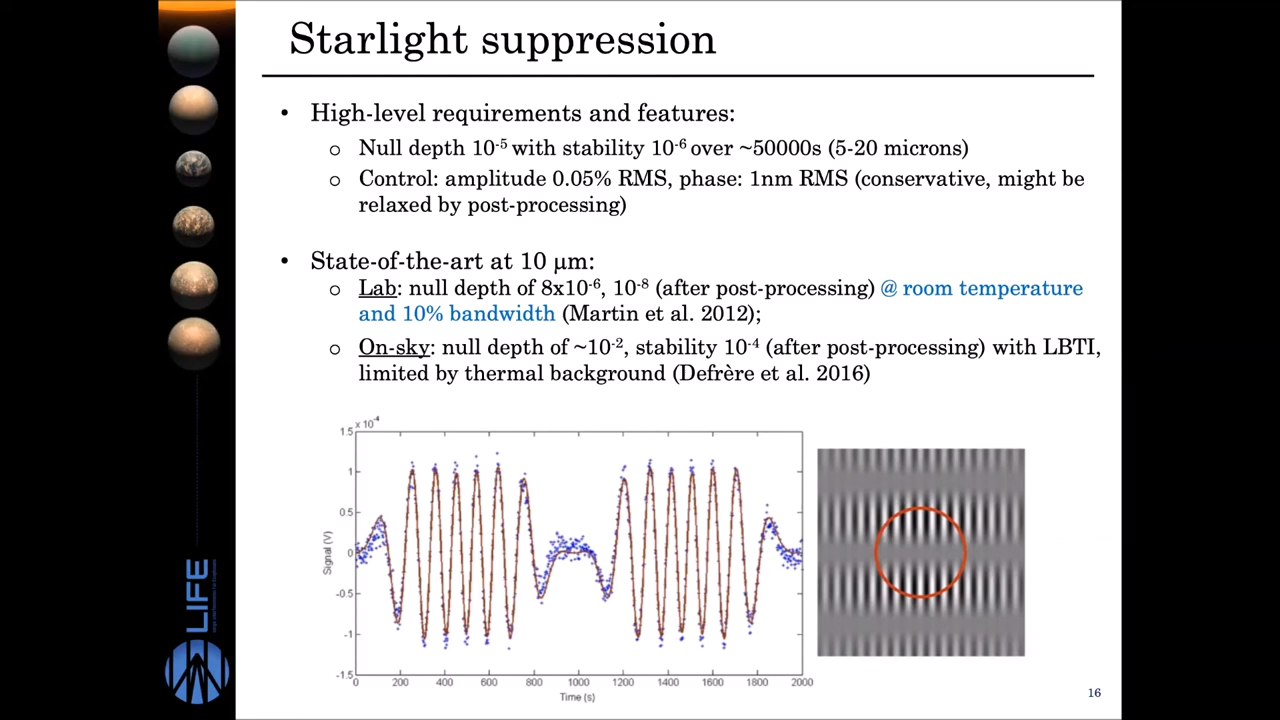 Starlight suppression
• High-level requirements and features:
o Null depth 10⁻⁵ with stability 10⁻⁶ over ~50000s (5-20 microns)
o Control: amplitude 0.05% RMS, phase: 1nm RMS (conservative, might be
relaxed by post-processing)
• State-of-the-art at 10 μm:
o Lab: null depth of 8x10⁻⁶, 10⁻⁸ (after post-processing) @ room temperature
and 10% bandwidth (Martin et al. 2012);
o On-sky: null depth of ~10⁻², stability 10⁻⁴ (after post-processing) with LBTI,
limited by thermal background (Defrère et al. 2016)
x 10⁻⁴
1.5
1
0.5
0
-0.5
-1
-1.5
Signal (V)
0 200 400 600 800 1000 1200 1400 1600 1800 2000
Time (s)
LIFE
16